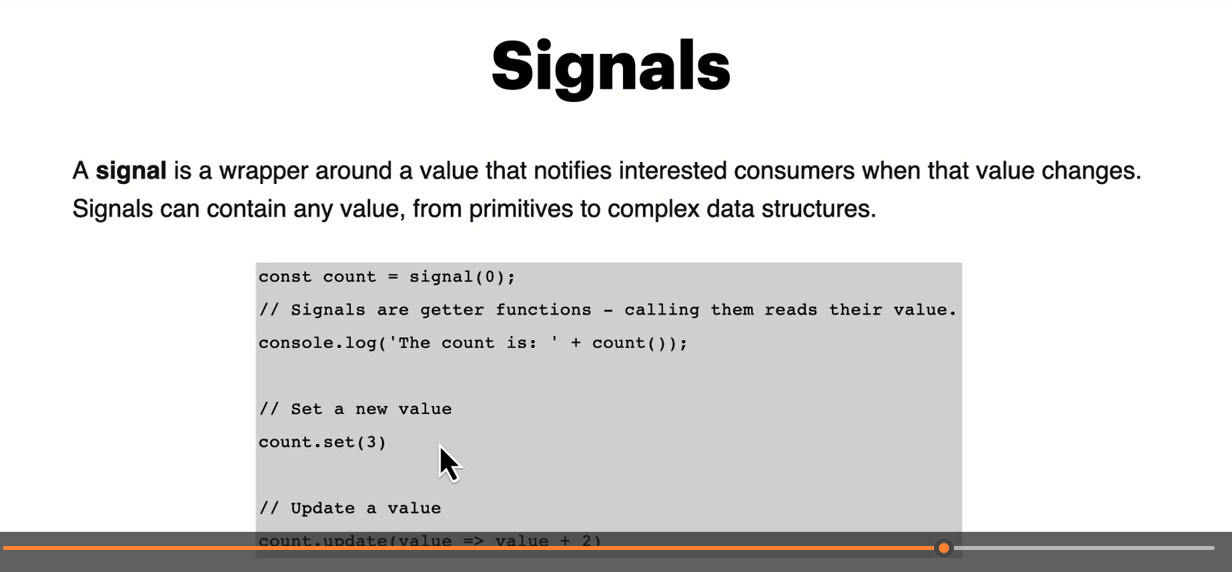 Signals
A signal is a wrapper around a value that notifies interested consumers when that value changes.
Signals can contain any value, from primitives to complex data structures.
const count = signal(0);
// Signals are getter functions – calling them reads their value.
console.log('The count is: ' + count());
// Set a new value
count.set(3)
// Update a value
count.update(value => value + 2)